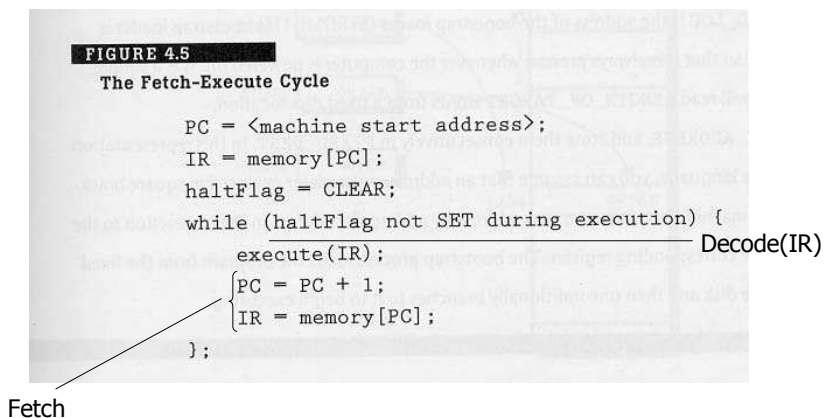 FIGURE 4.5
The Fetch-Execute Cycle
PC = <machine start address>;
IR = memory[PC];
haltFlag = CLEAR;
while (haltFlag not SET during execution) {
Decode(IR)
execute(IR);
PC = PC + 1;
IR = memory[PC];
};
Fetch